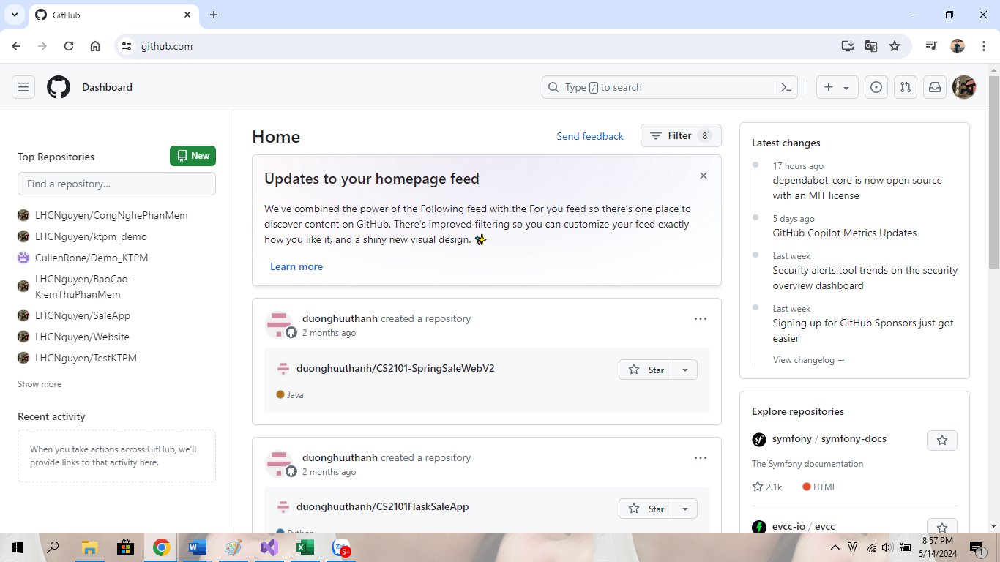 GitHub
github.com
Dashboard
Type / to search
Top Repositories
New
Find a repository...
LHCNguyen/CongNghePhanMem
LHCNguyen/ktpm_demo
CullenRone/Demo_KTPM
LHCNguyen/BaoCao-
KiemThuPhanMem
LHCNguyen/SaleApp
LHCNguyen/Website
LHCNguyen/TestKTPM
Show more
Recent activity
When you take actions across GitHub, we'll
provide links to that activity here.
Home
Send feedback
Filter 8
Updates to your homepage feed
We've combined the power of the Following feed with the For you feed so there's one place to
discover content on GitHub. There's improved filtering so you can customize your feed exactly
how you like it, and a shiny new visual design. ✨
Learn more
duonghuuthanh created a repository
2 months ago
duonghuuthanh/CS2101-SpringSaleWebV2
Star
Java
duonghuuthanh created a repository
2 months ago
duonghuuthanh/CS2101FlaskSaleApp
Star
Python
Latest changes
17 hours ago
dependabot-core is now open source
with an MIT license
5 days ago
GitHub Copilot Metrics Updates
Last week
Security alerts tool trends on the security
overview dashboard
Last week
Signing up for GitHub Sponsors just got
easier
View changelog →
Explore repositories
symfony / symfony-docs
The Symfony documentation
2.1k HTML
evcc-io / evcc
5+
8:57 PM
5/14/2024
1